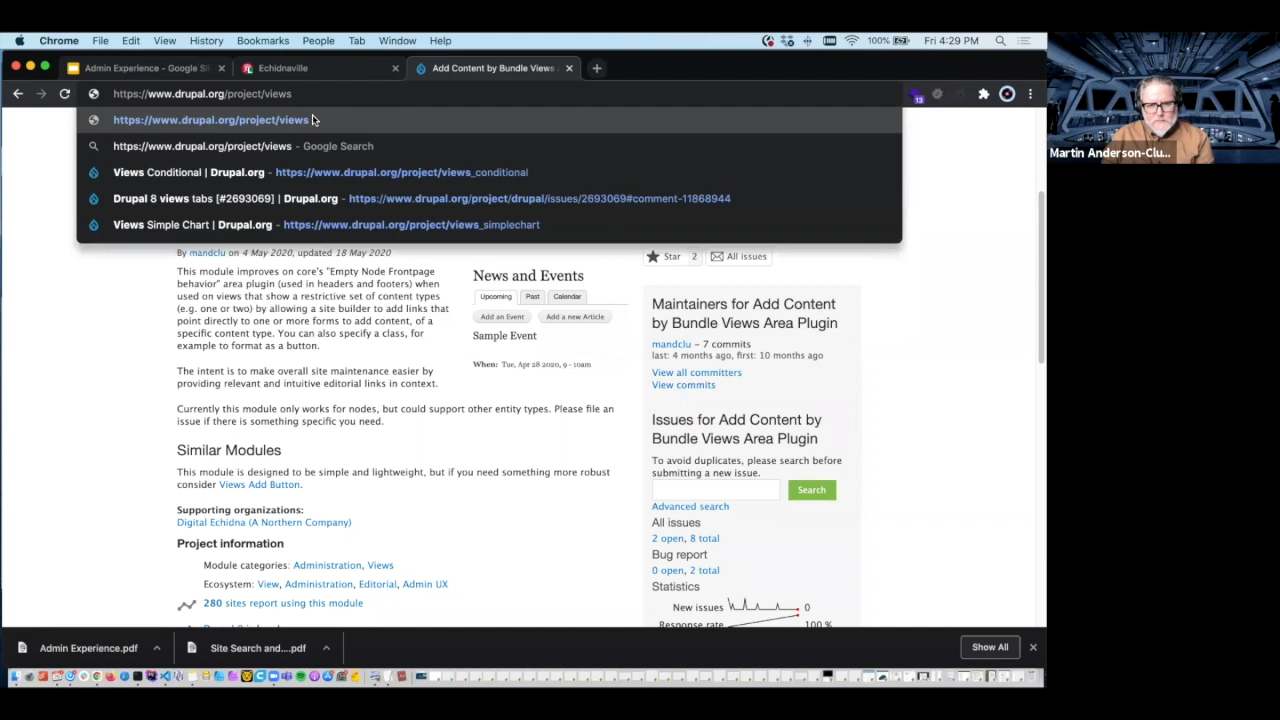 Chrome File Edit View History Bookmarks People Tab Window Help 100% Fri 4:29 PM
Admin Experience - Google Sli
Echidnaville
Add Content by Bundle Views
https://www.drupal.org/project/views
13
https://www.drupal.org/project/views
https://www.drupal.org/project/views - Google Search
Views Conditional | Drupal.org - https://www.drupal.org/project/views_conditional
Drupal 8 views tabs [#2693069] | Drupal.org - https://www.drupal.org/project/drupal/issues/2693069#comment-11868944
Views Simple Chart | Drupal.org - https://www.drupal.org/project/views_simplechart
Martin Anderson-Clu...
By mandclu on 4 May 2020, updated 18 May 2020
This module improves on core's "Empty Node Frontpage
behavior" area plugin (used in headers and footers) when
used on views that show a restrictive set of content types
(e.g. one or two) by allowing a site builder to add links that
point directly to one or more forms to add content, of a
specific content type. You can also specify a class, for
example to format as a button.
The intent is to make overall site maintenance easier by
providing relevant and intuitive editorial links in context.
Currently this module only works for nodes, but could support other entity types. Please file an
issue if there is something specific you need.
News and Events
Upcoming Past Calendar
Add an Event Add a new Article
Sample Event
When: Tue, Apr 28 2020, 9 - 10am
Similar Modules
This module is designed to be simple and lightweight, but if you need something more robust
consider Views Add Button.
Supporting organizations:
Digital Echidna (A Northern Company)
Project information
Module categories: Administration, Views
Ecosystem: View, Administration, Editorial, Admin UX
280 sites report using this module
Star 2 All issues
Maintainers for Add Content
by Bundle Views Area Plugin
mandclu – 7 commits
last: 4 months ago, first: 10 months ago
View all committers
View commits
Issues for Add Content by
Bundle Views Area Plugin
To avoid duplicates, please search before
submitting a new issue.
Search
Advanced search
All issues
2 open, 8 total
Bug report
0 open, 2 total
Statistics
New issues 0
Response rate 100 %
Admin Experience.pdf
Site Search and....pdf
Show All